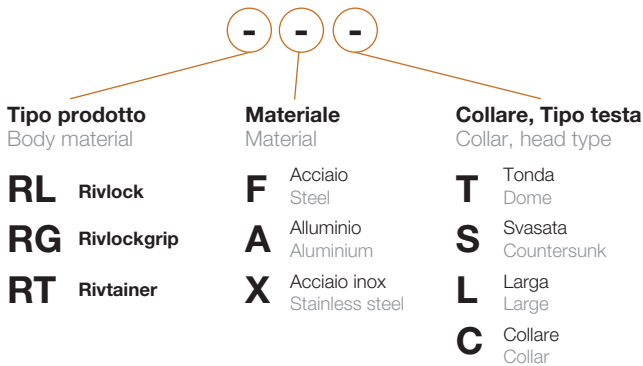 - - -
Tipo prodotto
Body material
RL Rivlock
RG Rivlockgrip
RT Rivtainer
Materiale
Material
F Acciaio
Steel
A Alluminio
Aluminium
X Acciaio inox
Stainless steel
Collare, Tipo testa
Collar, head type
T Tonda
Dome
S Svasata
Countersunk
L Larga
Large
C Collare
Collar